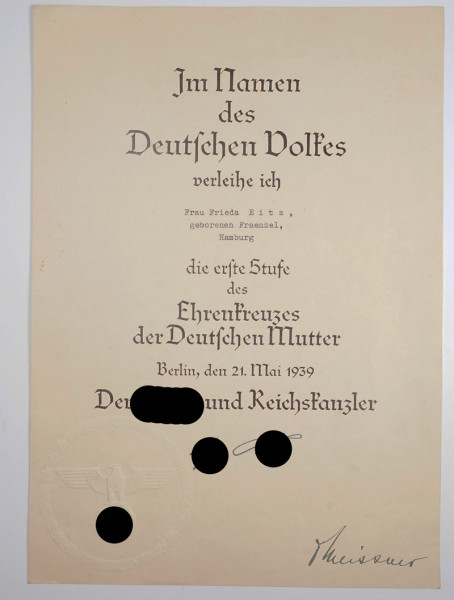 Im Namen
des
Deutschen Volkes
verleihe ich
Frau Frieda Eitz,
geborenen Fraenzel,
Hamburg
die erste Stufe
des
Ehrenkreuzes
der Deutschen Mutter
Berlin, den 21. Mai 1939
Der und Reichskanzler
Meissner